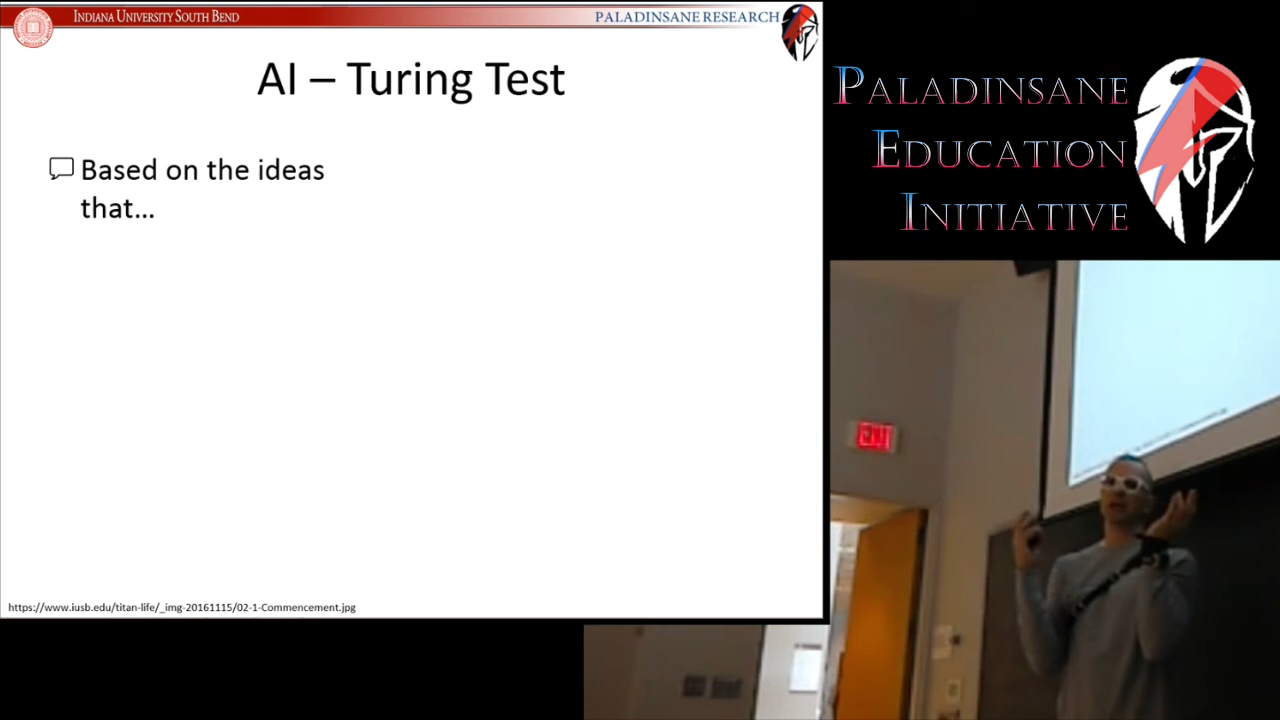 INDIANA UNIVERSITY SOUTH BEND
PALADINSANE RESEARCH
AI – Turing Test
Based on the ideas
that...
https://www.iusb.edu/titan-life/_img-20161115/02-1-Commencement.jpg
PALADINSANE
EDUCATION
INITIATIVE
EXIT